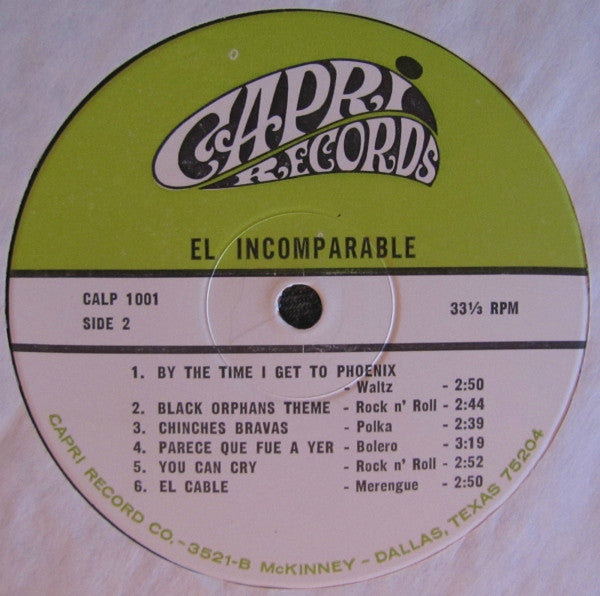 CAPRI
RECORDS
EL INCOMPARABLE
CALP 1001
SIDE 2
33⅓ RPM
1. BY THE TIME I GET TO PHOENIX
- Waltz - 2:50
2. BLACK ORPHANS THEME - Rock n' Roll - 2:44
3. CHINCHES BRAVAS - Polka - 2:39
4. PARECE QUE FUE A YER - Bolero - 3:19
5. YOU CAN CRY - Rock n' Roll - 2:52
6. EL CABLE - Merengue - 2:50
CAPRI RECORD CO. - 3521-B McKINNEY - DALLAS, TEXAS 75204